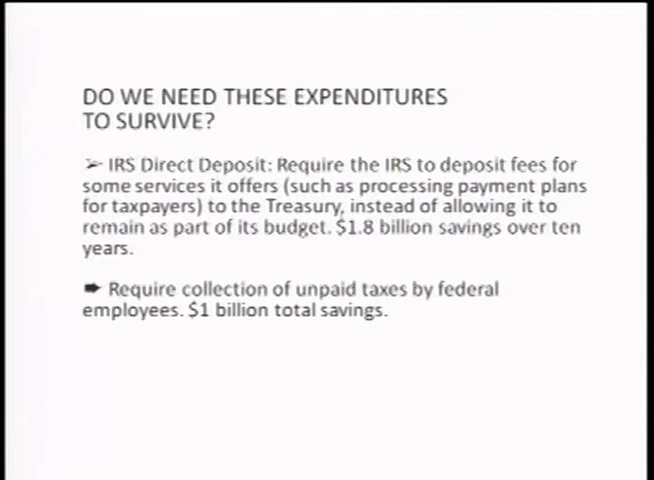 DO WE NEED THESE EXPENDITURES
TO SURVIVE?
➢ IRS Direct Deposit: Require the IRS to deposit fees for
some services it offers (such as processing payment plans
for taxpayers) to the Treasury, instead of allowing it to
remain as part of its budget. $1.8 billion savings over ten
years.
➨ Require collection of unpaid taxes by federal
employees. $1 billion total savings.